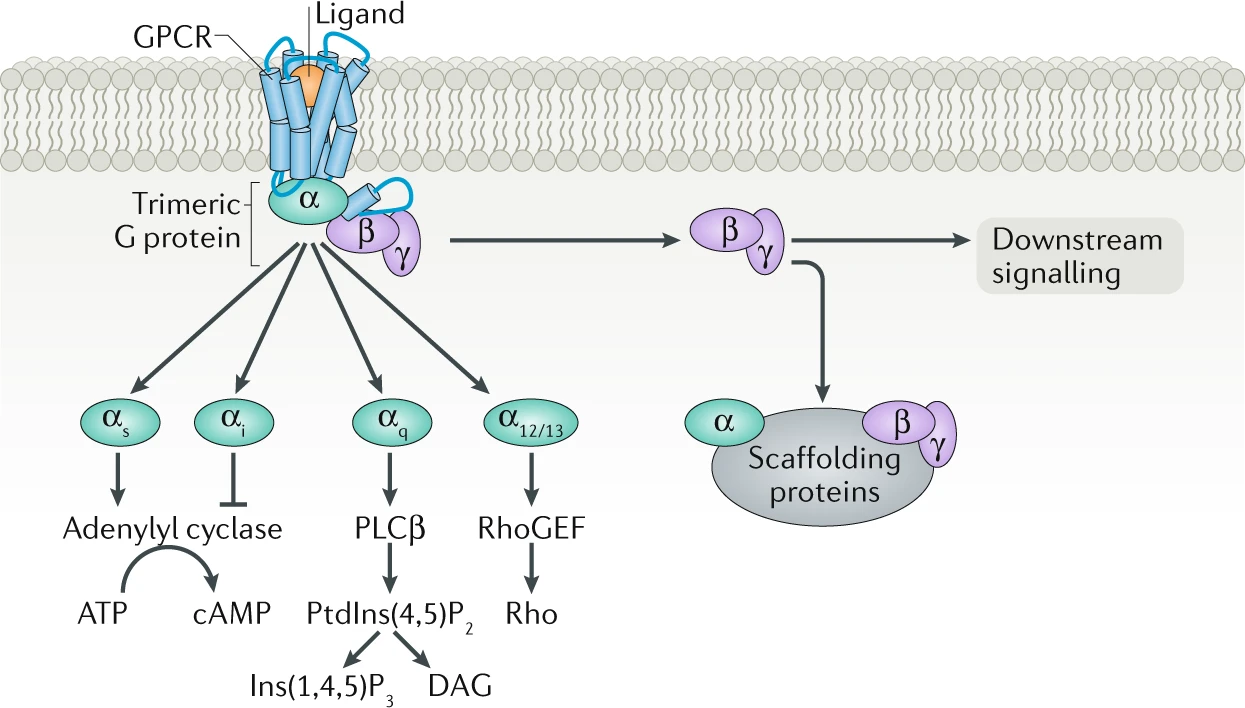 Ligand
GPCR
Trimeric
G protein
α
β
γ
β
γ
Downstream
signalling
αs
αi
αq
α12/13
α
β
γ
Scaffolding
proteins
Adenylyl cyclase
PLCβ
RhoGEF
ATP
cAMP
PtdIns(4,5)P2
Rho
Ins(1,4,5)P3
DAG